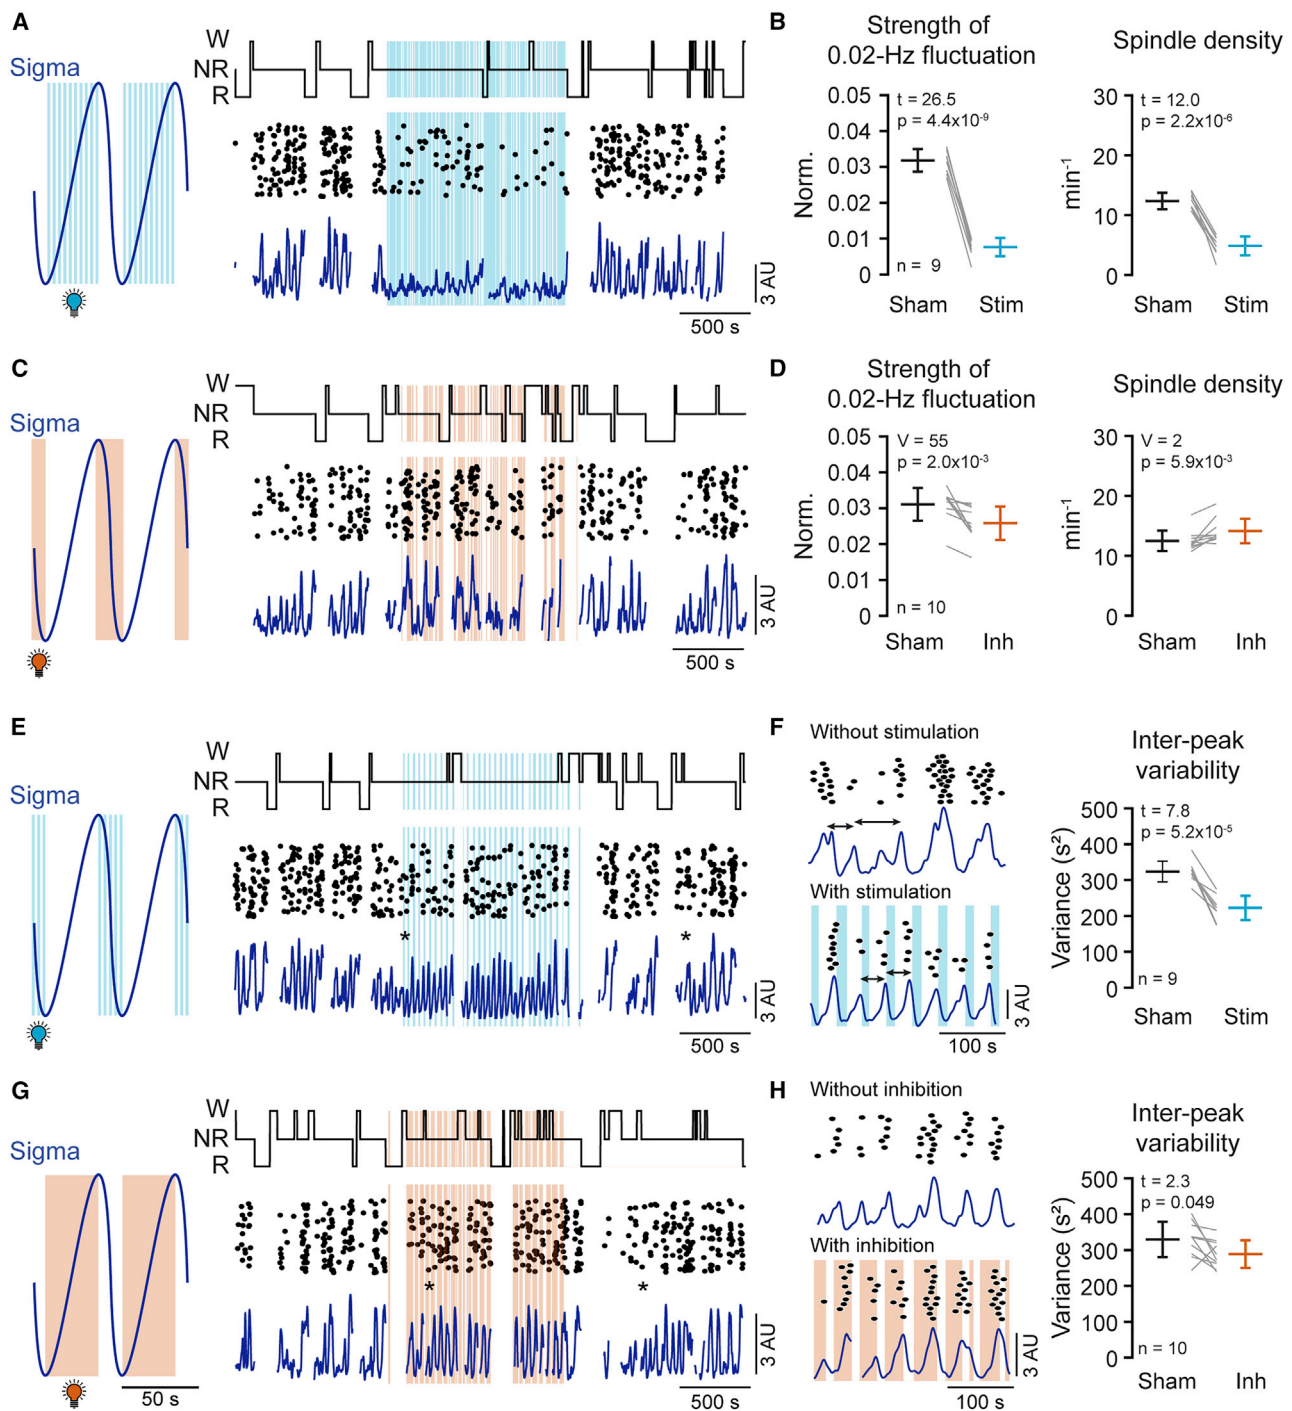 A
Sigma
W
NR
R
3 AU
500 s
B
Strength of
0.02-Hz fluctuation
Norm.
0.05
0.04
0.03
0.02
0.01
0
t = 26.5
p = 4.4x10⁻⁹
n = 9
Sham Stim
Spindle density
min⁻¹
30
20
10
0
t = 12.0
p = 2.2x10⁻⁶
Sham Stim
C
Sigma
W
NR
R
3 AU
500 s
D
Strength of
0.02-Hz fluctuation
Norm.
0.05
0.04
0.03
0.02
0.01
0
V = 55
p = 2.0x10⁻³
n = 10
Sham Inh
Spindle density
min⁻¹
30
20
10
0
V = 2
p = 5.9x10⁻³
Sham Inh
E
Sigma
W
NR
R
*
*
3 AU
500 s
F
Without stimulation
With stimulation
3 AU
100 s
Inter-peak
variability
Variance (s²)
500
400
300
200
100
0
t = 7.8
p = 5.2x10⁻⁵
n = 9
Sham Stim
G
Sigma
50 s
W
NR
R
*
*
3 AU
500 s
H
Without inhibition
With inhibition
3 AU
100 s
Inter-peak
variability
Variance (s²)
500
400
300
200
100
0
t = 2.3
p = 0.049
n = 10
Sham Inh